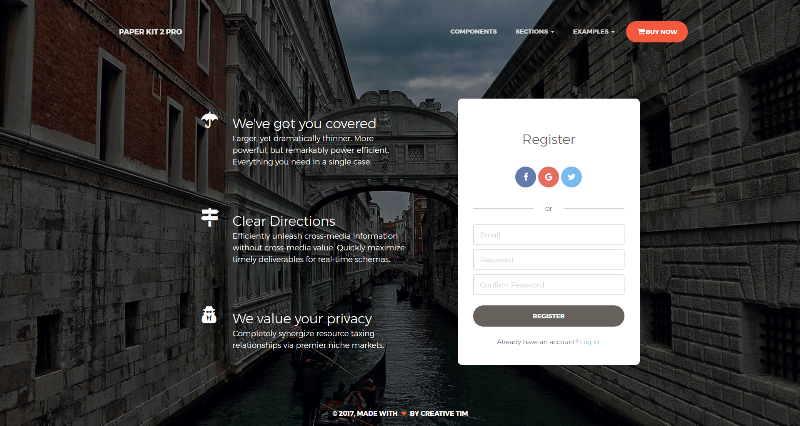 PAPER KIT 2 PRO
COMPONENTS
SECTIONS
EXAMPLES
BUY NOW
We've got you covered
Larger, yet dramatically thinner. More
powerful, but remarkably power efficient.
Everything you need in a single case.
Clear Directions
Efficiently unleash cross-media information
without cross-media value. Quickly maximize
timely deliverables for real-time schemas.
We value your privacy
Completely synergize resource taxing
relationships via premier niche markets.
Register
or
Email
Password
Confirm Password
REGISTER
Already have an account? Log in
© 2017, MADE WITH ♥ BY CREATIVE TIM